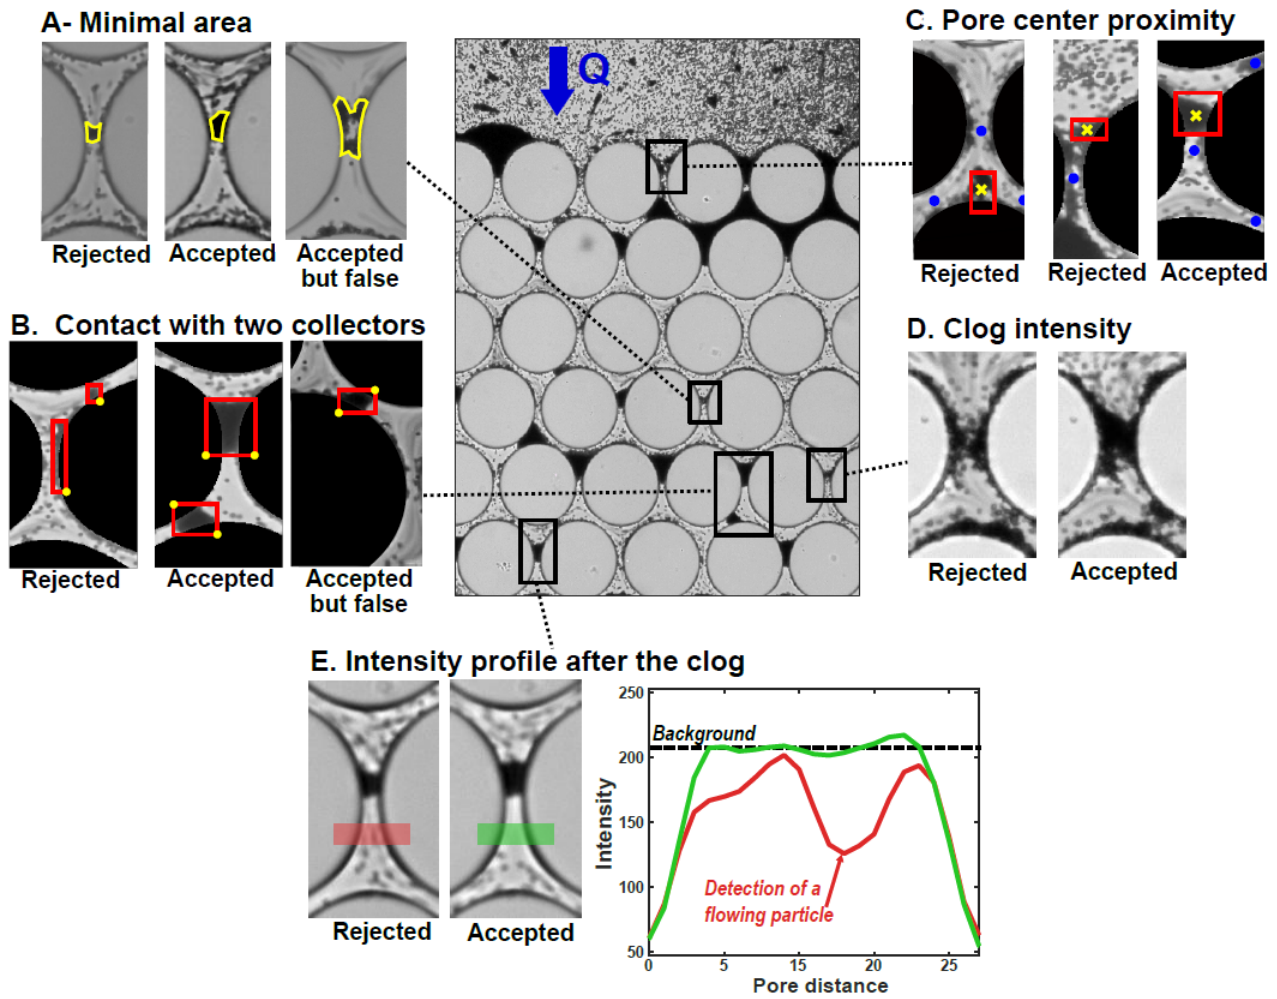 A- Minimal area
Rejected
Accepted
Accepted
but false
B. Contact with two collectors
Rejected
Accepted
Accepted
but false
Q
C. Pore center proximity
Rejected
Rejected
Accepted
D. Clog intensity
Rejected
Accepted
E. Intensity profile after the clog
Rejected
Accepted
250
200
150
100
50
Intensity
Background
Detection of a
flowing particle
0
5
15
20
25
Pore distance